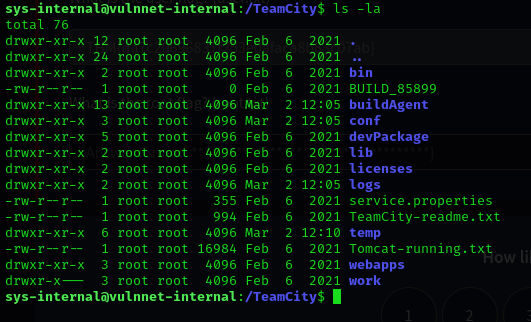 sys-internal@vulnnet-internal:/TeamCity$ ls -la
total 76
drwxr-xr-x 12 root root  4096 Feb  6  2021 .
drwxr-xr-x 24 root root  4096 Feb  6  2021 ..
drwxr-xr-x  2 root root  4096 Feb  6  2021 bin
-rw-r--r--  1 root root     0 Feb  6  2021 BUILD_85899
drwxr-xr-x  9 root root  4096 Mar  2 12:05 buildAgent
drwxr-xr-x  3 root root  4096 Mar  2 12:05 conf
drwxr-xr-x  5 root root  4096 Feb  6  2021 devPackage
drwxr-xr-x  2 root root  4096 Feb  6  2021 lib
drwxr-xr-x  2 root root  4096 Feb  6  2021 licenses
drwxr-xr-x  2 root root  4096 Mar  2 12:05 logs
-rw-r--r--  1 root root   355 Feb  6  2021 service.properties
-rw-r--r--  1 root root   994 Feb  6  2021 TeamCity-readme.txt
drwxr-xr-x  6 root root  4096 Mar  2 12:10 temp
-rw-r--r--  1 root root 16984 Feb  6  2021 Tomcat-running.txt
drwxr-xr-x  3 root root  4096 Feb  6  2021 webapps
drwxr-x---  3 root root  4096 Feb  6  2021 work
sys-internal@vulnnet-internal:/TeamCity$
How li
1 2